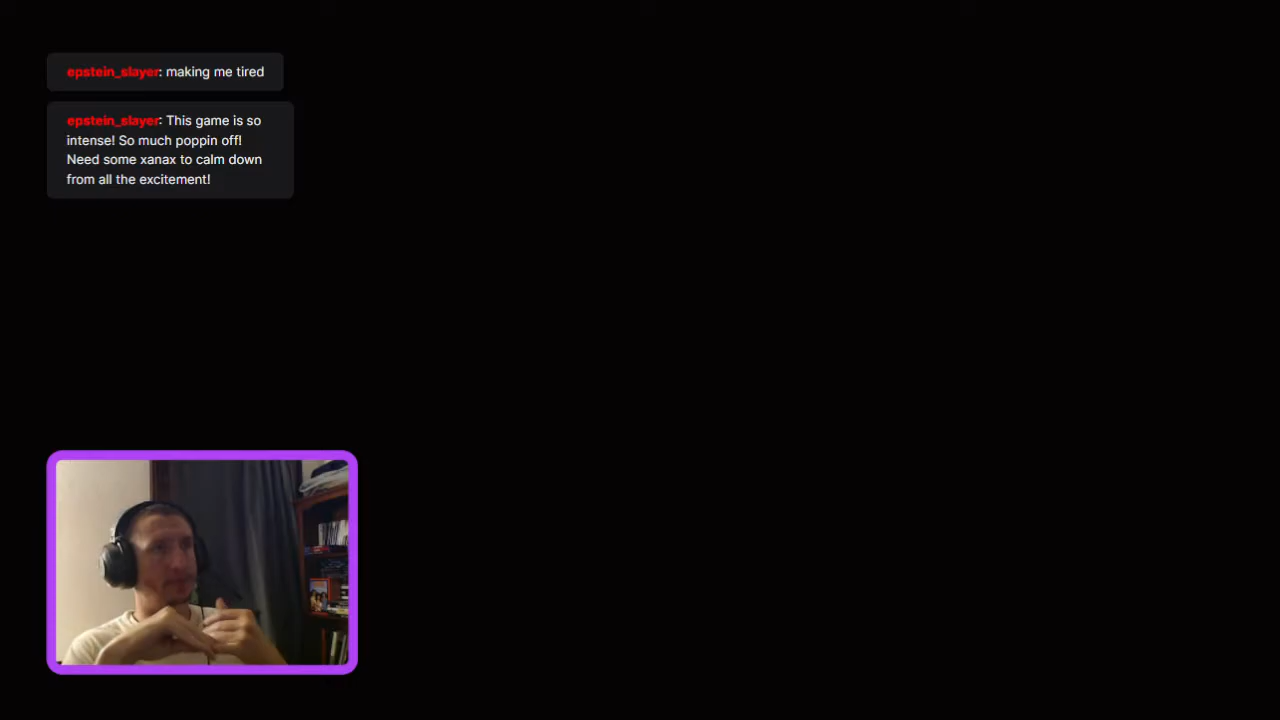 epstein_slayer: making me tired
epstein_slayer: This game is so
intense! So much poppin off!
Need some xanax to calm down
from all the excitement!